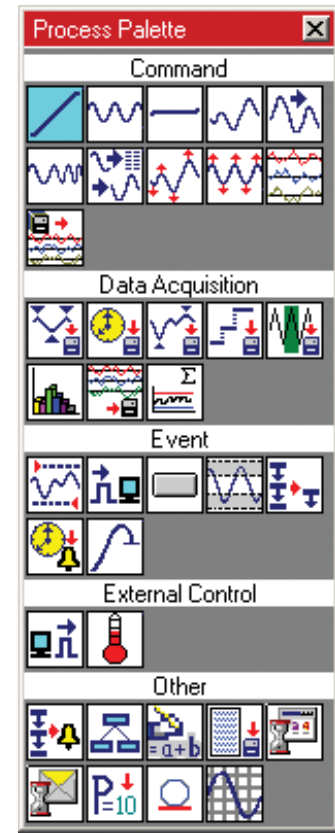 Process Palette
Command
Data Acquisition
Σ
Event
External Control
Other
=a+b
P=10